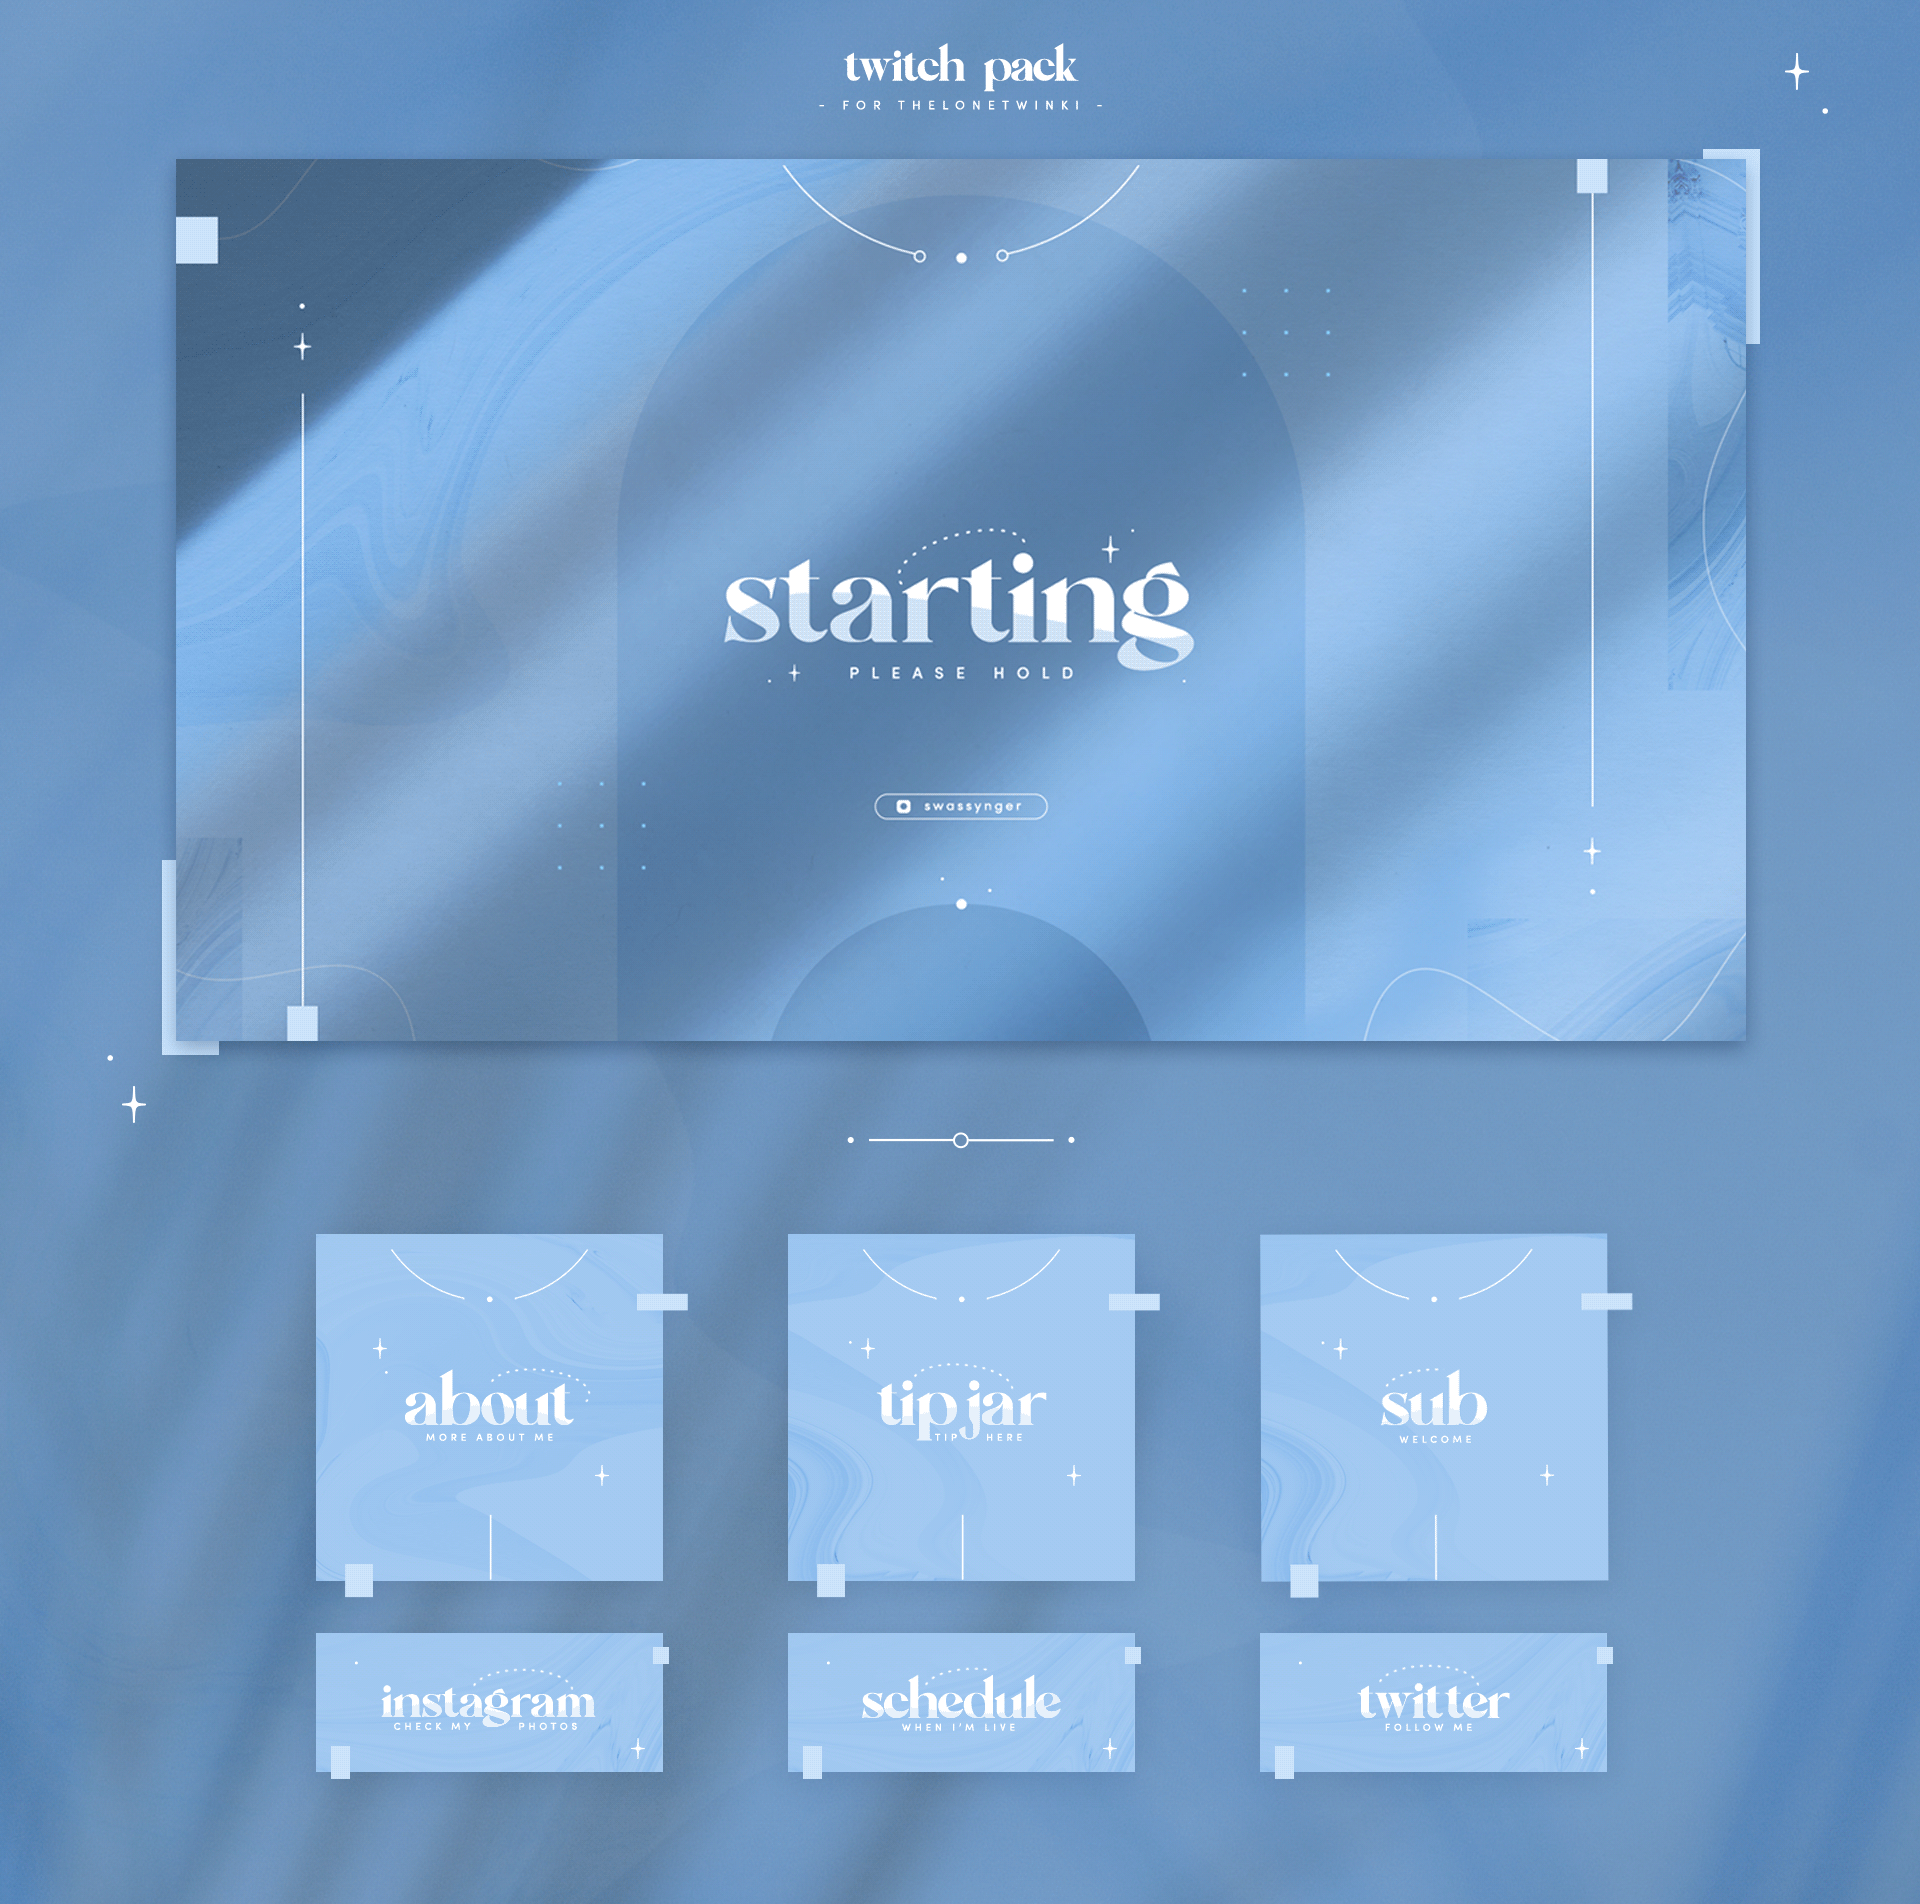 twitch pack
- FOR THELONETWINKI -
starting
PLEASE HOLD
swassynger
about
MORE ABOUT ME
tip jar
TIP HERE
sub
WELCOME
instagram
CHECK MY PHOTOS
schedule
WHEN I'M LIVE
twitter
FOLLOW ME